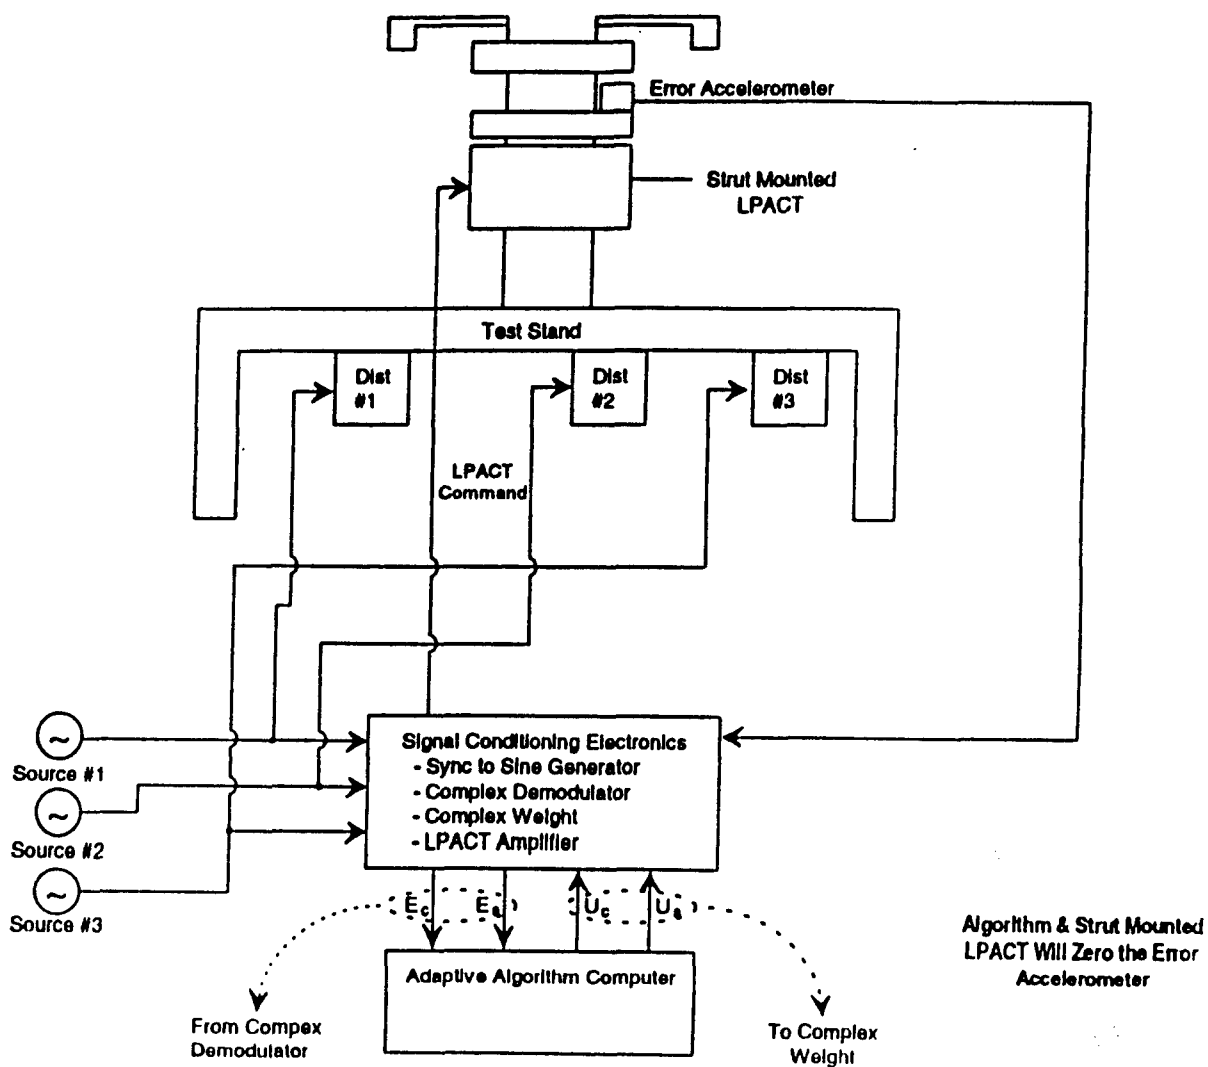 Error Accelerometer
Strut Mounted
LPACT
Test Stand
Dist
#1
Dist
#2
Dist
#3
LPACT
Command
~
Source #1
~
Source #2
~
Source #3
Signal Conditioning Electronics
- Sync to Sine Generator
- Complex Demodulator
- Complex Weight
- LPACT Amplifier
Ec Es Uc Us
Adaptive Algorithm Computer
From Compex
Demodulator
To Complex
Weight
Algorithm & Strut Mounted
LPACT Will Zero the Error
Accelerometer